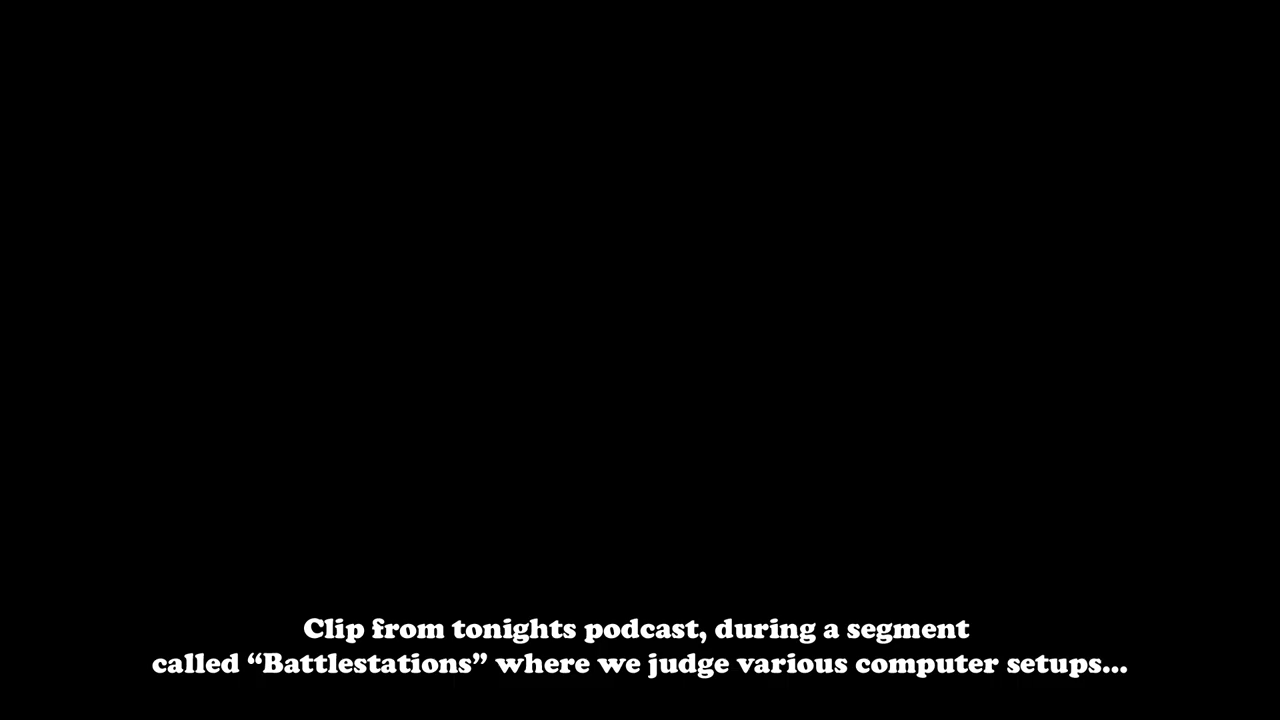 Clip from tonights podcast, during a segment
called “Battlestations” where we judge various computer setups...